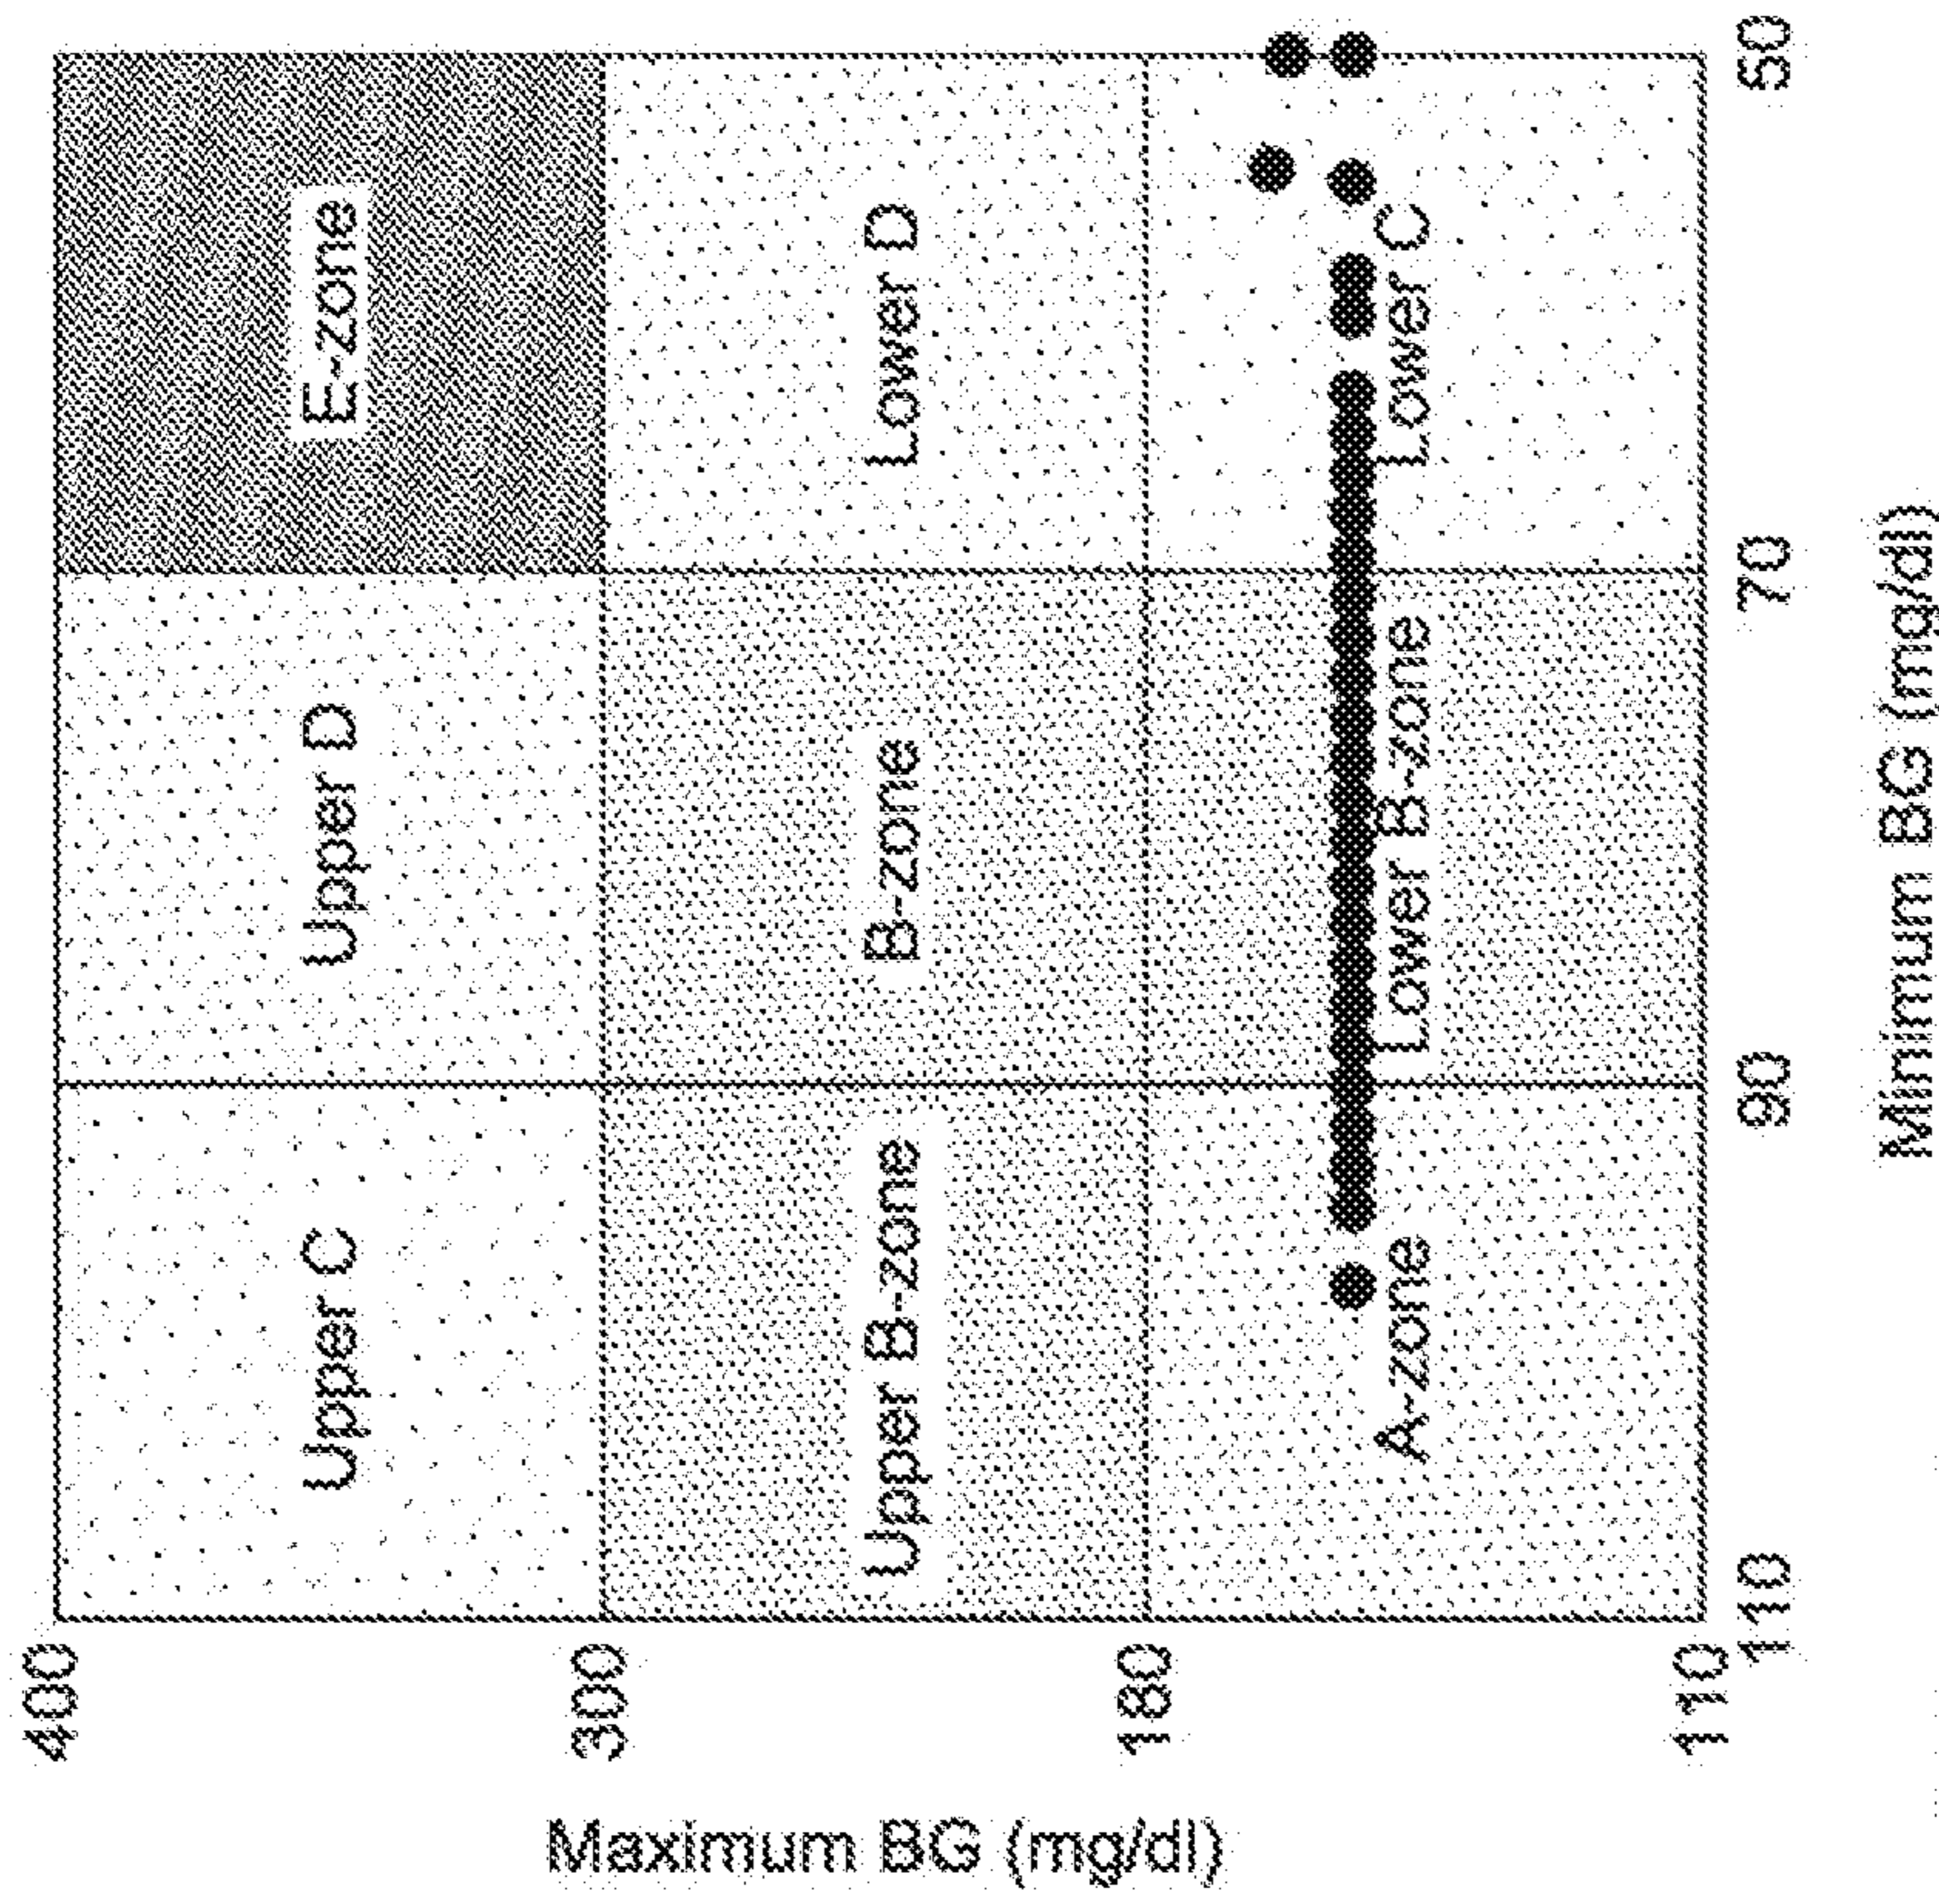 Maximum BG (mg/dl)
400
300
180
110
Upper C
Upper D
E-zone
Upper B-zone
B-zone
Lower D
A-zone
Lower B-zone
Lower C
110
90
70
50
Minimum BG (mg/dl)